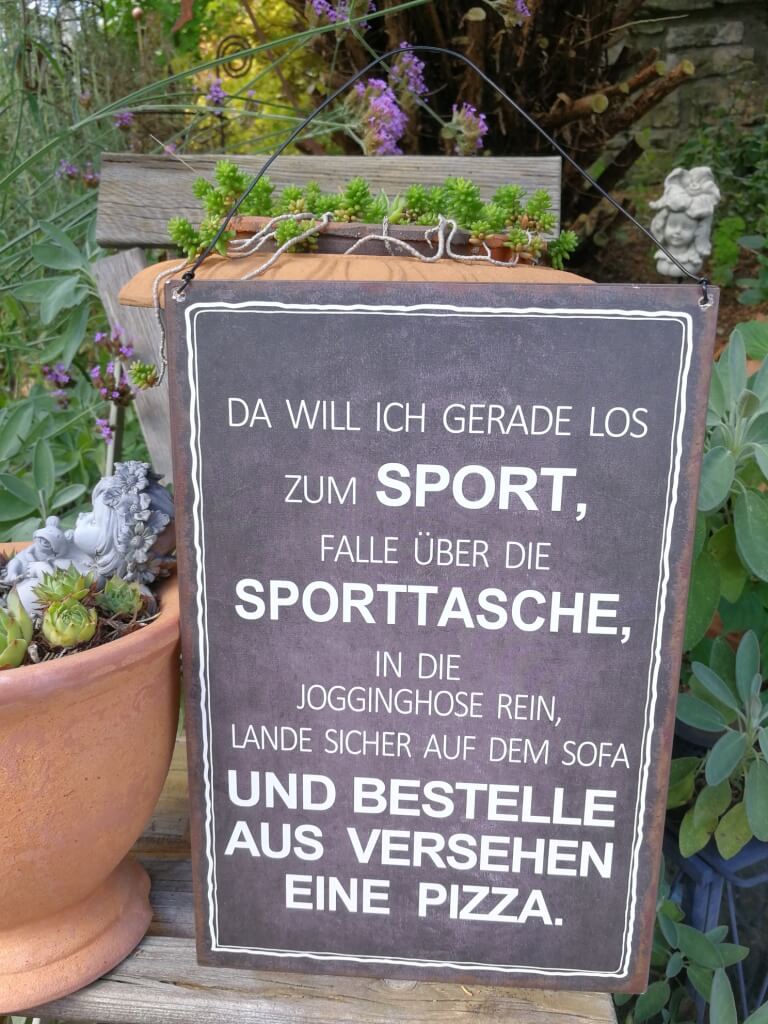 DA WILL ICH GERADE LOS
ZUM SPORT,
FALLE ÜBER DIE
SPORTTASCHE,
IN DIE
JOGGINGHOSE REIN,
LANDE SICHER AUF DEM SOFA
UND BESTELLE
AUS VERSEHEN
EINE PIZZA.